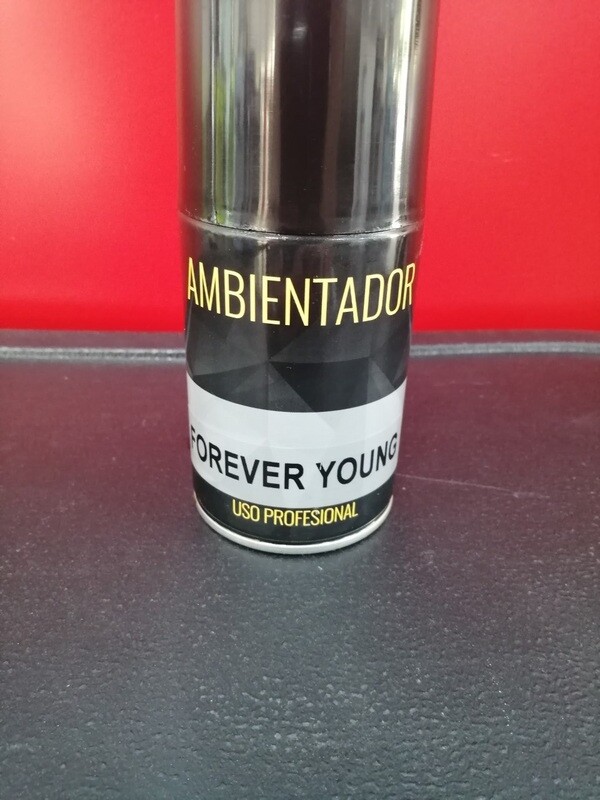 AMBIENTADOR
FOREVER YOUNG
USO PROFESIONAL